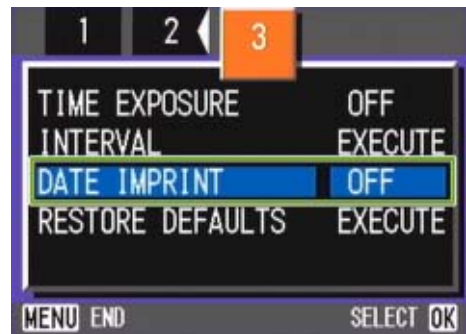 1 2 3
TIME EXPOSURE OFF
INTERVAL EXECUTE
DATE IMPRINT OFF
RESTORE DEFAULTS EXECUTE
MENU END SELECT OK